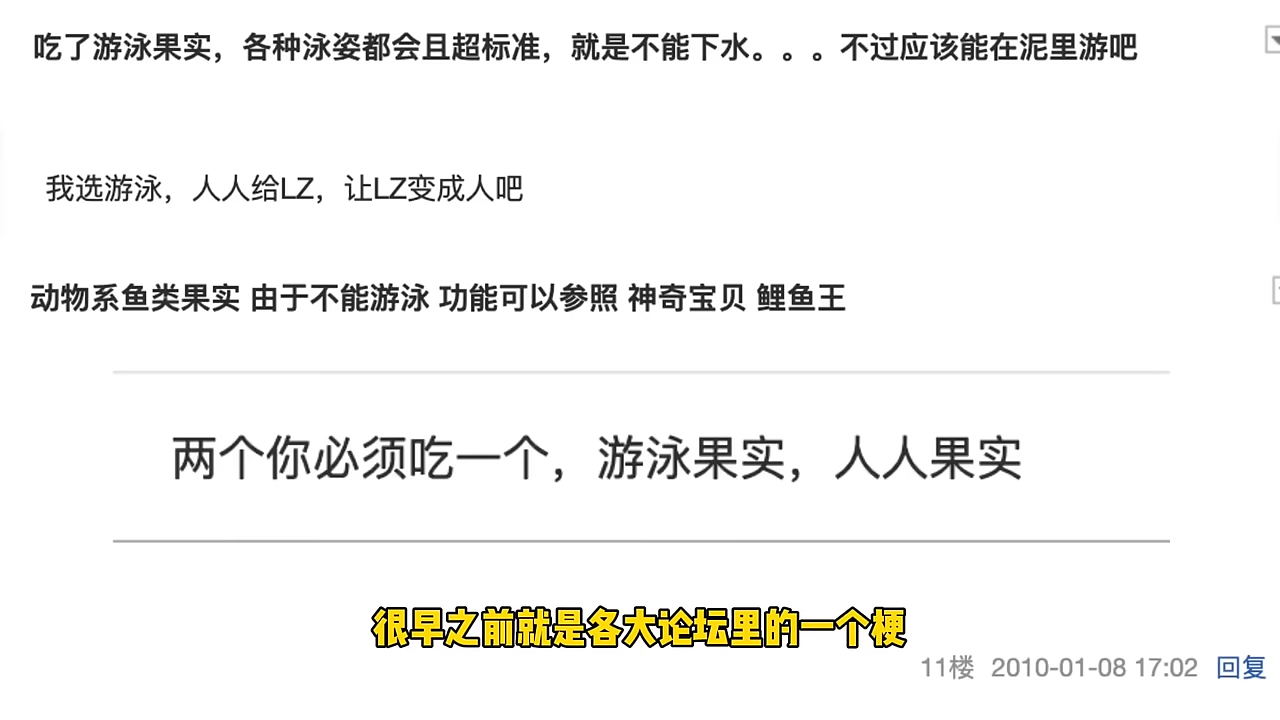 吃了游泳果实，各种泳姿都会且超标准，就是不能下水。。。不过应该能在泥里游吧
我选游泳，人人给LZ，让LZ变成人吧
动物系鱼类果实 由于不能游泳 功能可以参照 神奇宝贝 鲤鱼王
两个你必须吃一个，游泳果实，人人果实
很早之前就是各大论坛里的一个梗
11楼 2010-01-08 17:02 回复